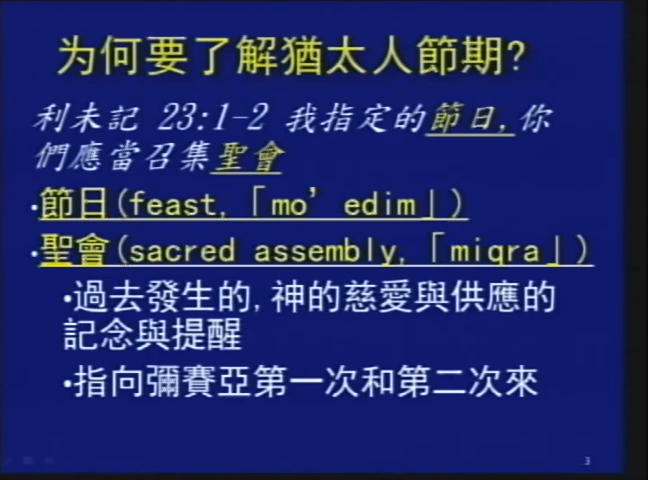 为何要了解猶太人節期?
利未記 23:1-2 我指定的節日,你
們應當召集聖會
•節日(feast,「mo’edim」)
•聖會(sacred assembly,「miqra」)
•過去發生的,神的慈愛與供應的
記念與提醒
•指向彌賽亞第一次和第二次來
3